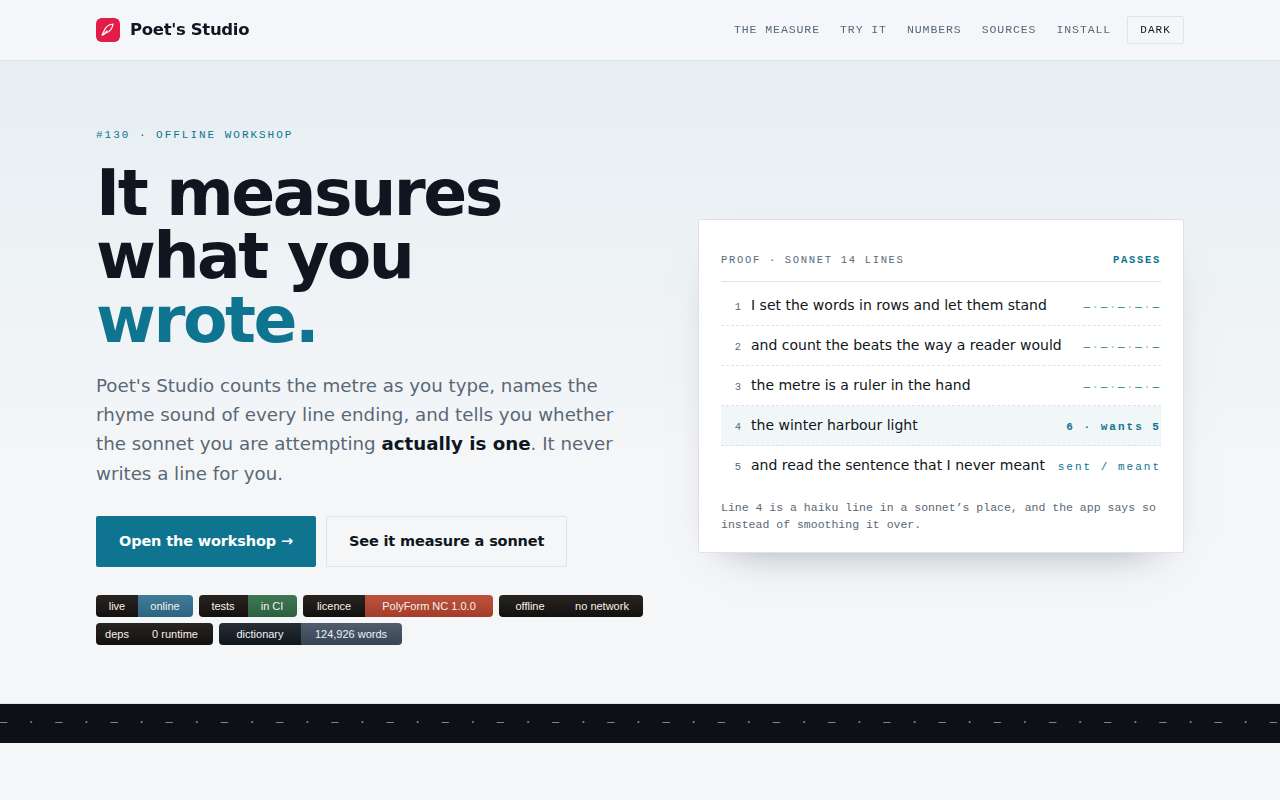 Poet's Studio
THE MEASURE TRY IT NUMBERS SOURCES INSTALL DARK
#130 · OFFLINE WORKSHOP
It measures
what you
wrote.
Poet's Studio counts the metre as you type, names the
rhyme sound of every line ending, and tells you whether
the sonnet you are attempting actually is one. It never
writes a line for you.
Open the workshop →
See it measure a sonnet
live online
tests in CI
licence PolyForm NC 1.0.0
offline no network
deps 0 runtime
dictionary 124,926 words
PROOF · SONNET 14 LINES PASSES
1 I set the words in rows and let them stand —·—·—·—·—
2 and count the beats the way a reader would —·—·—·—·—
3 the metre is a ruler in the hand —·—·—·—·—
4 the winter harbour light 6 · wants 5
5 and read the sentence that I never meant sent / meant
Line 4 is a haiku line in a sonnet’s place, and the app says so
instead of smoothing it over.
— · — · — · — · — · — · — · — · — · — · — · — · — · — · — · — · — · — · — · — · — · — · — · —